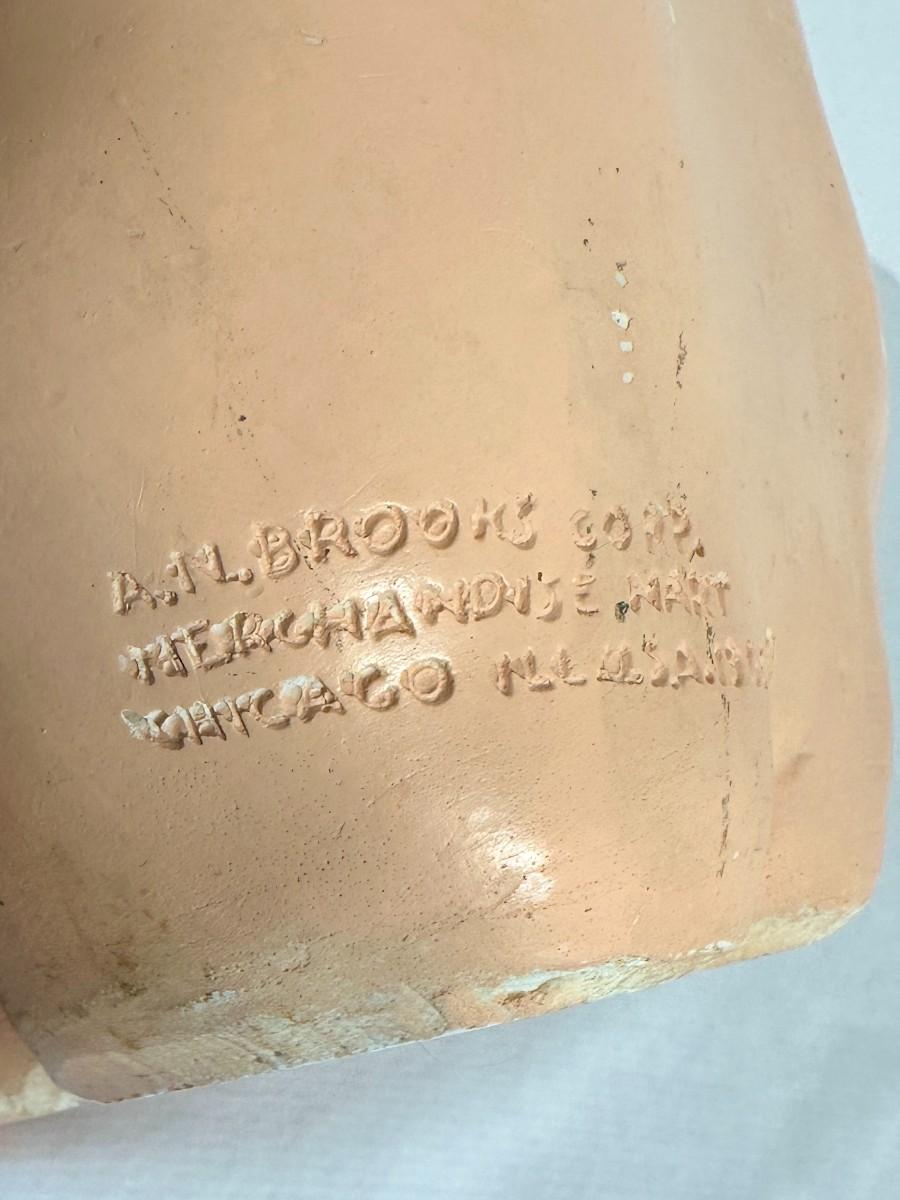 A.N.BROOKS CORP.
MERCHANDISE MART
CHICAGO ILL U.S.A.